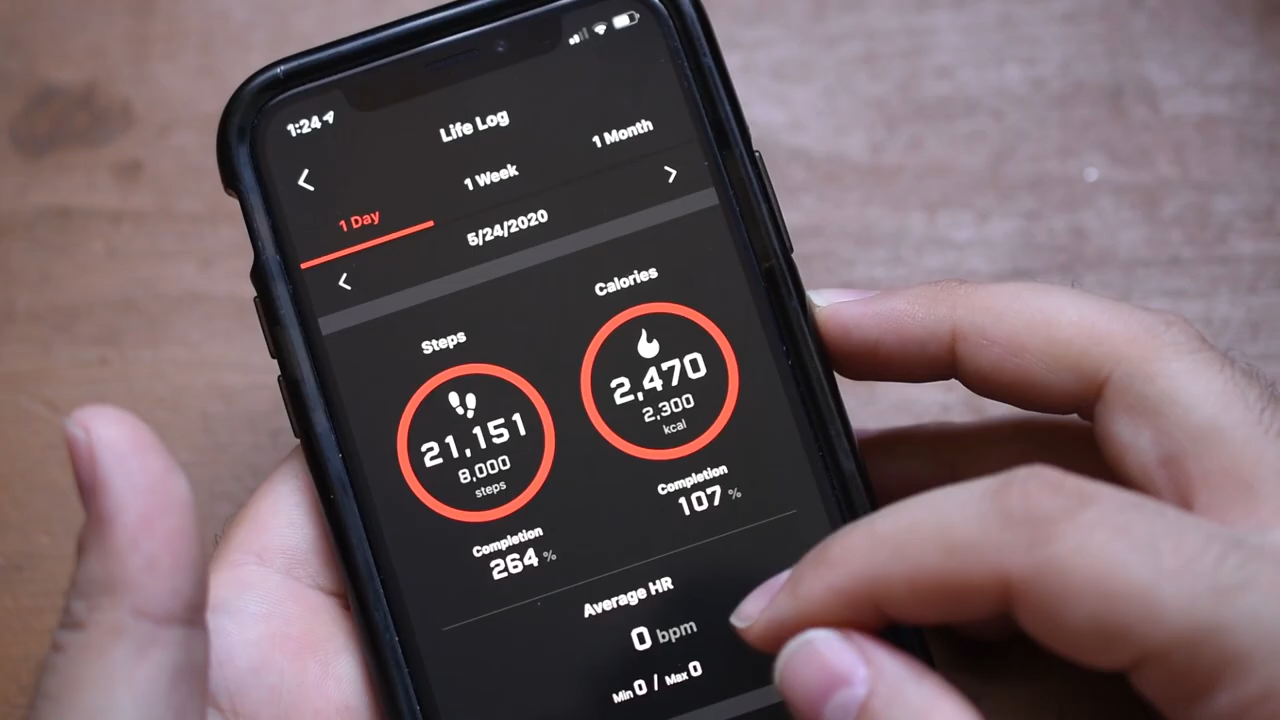 1:24
Life Log
1 Day
1 Week
1 Month
5/24/2020
Steps
21,151
8,000
steps
Completion
264 %
Calories
2,470
2,300
kcal
Completion
107 %
Average HR
0 bpm
Min 0 / Max 0